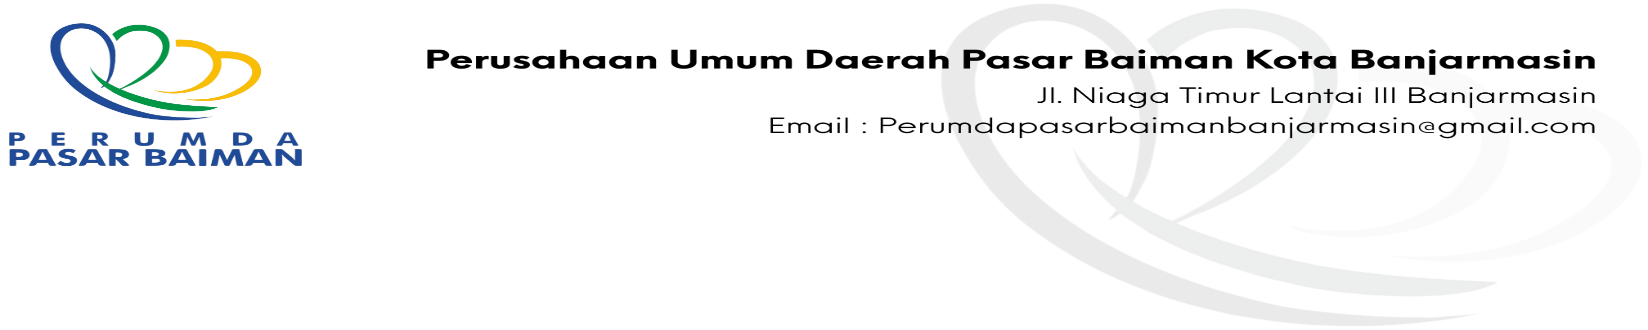 PERUMDA
PASAR BAIMAN
Perusahaan Umum Daerah Pasar Baiman Kota Banjarmasin
Jl. Niaga Timur Lantai III Banjarmasin
Email : Perumdapasarbaimanbanjarmasin@gmail.com